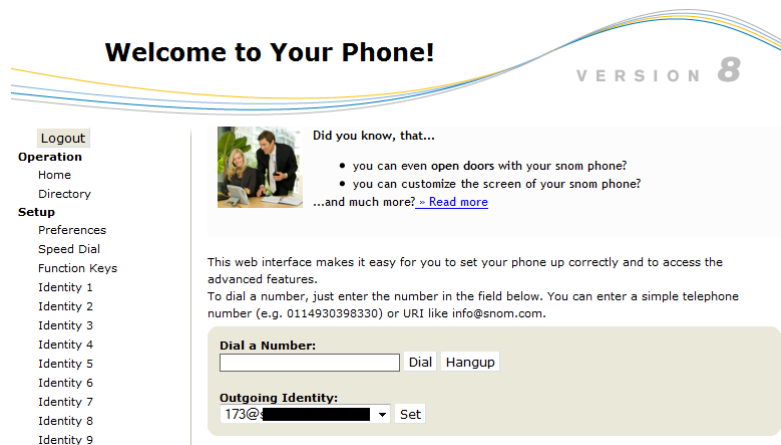 Welcome to Your Phone!
VERSION 8
Logout
Operation
Home
Directory
Setup
Preferences
Speed Dial
Function Keys
Identity 1
Identity 2
Identity 3
Identity 4
Identity 5
Identity 6
Identity 7
Identity 8
Identity 9
Did you know, that...
you can even open doors with your snom phone?
you can customize the screen of your snom phone?
...and much more? » Read more
This web interface makes it easy for you to set your phone up correctly and to access the
advanced features.
To dial a number, just enter the number in the field below. You can enter a simple telephone
number (e.g. 0114930398330) or URI like info@snom.com.
Dial a Number:
Dial Hangup
Outgoing Identity:
173@ Set